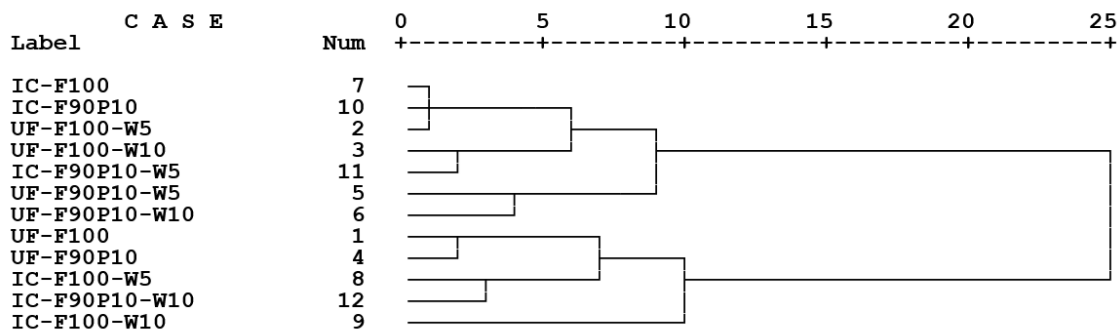 C A S E 0 5 10 15 20 25
Label Num
IC-F100 7
IC-F90P10 10
UF-F100-W5 2
UF-F100-W10 3
IC-F90P10-W5 11
UF-F90P10-W5 5
UF-F90P10-W10 6
UF-F100 1
UF-F90P10 4
IC-F100-W5 8
IC-F90P10-W10 12
IC-F100-W10 9